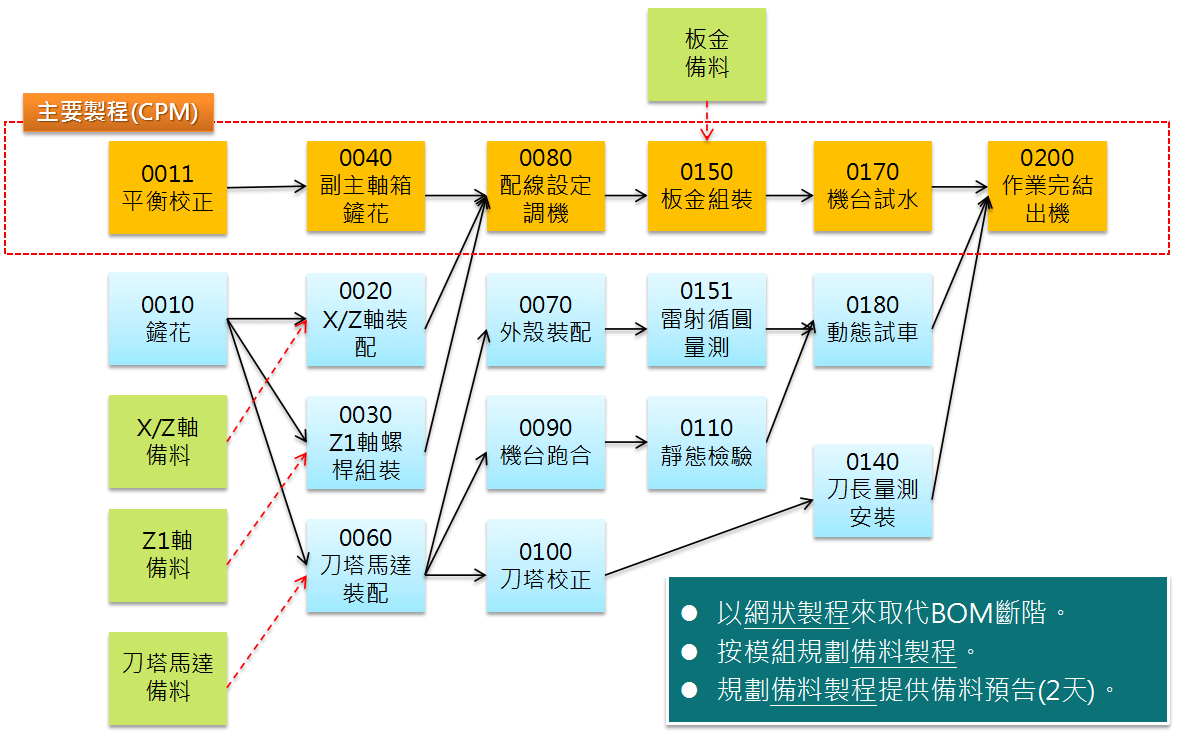 板金
備料
主要製程(CPM)
0011
平衡校正
0040
副主軸箱
鏟花
0080
配線設定
調機
0150
板金組裝
0170
機台試水
0200
作業完結
出機
0010
鏟花
0020
X/Z軸裝
配
0070
外殼裝配
0151
雷射循圓
量測
0180
動態試車
X/Z軸
備料
0030
Z1軸螺
桿組裝
0090
機台跑合
0110
靜態檢驗
0140
刀長量測
安裝
Z1軸
備料
0060
刀塔馬達
裝配
0100
刀塔校正
刀塔馬達
備料
● 以網狀製程來取代BOM斷階。
● 按模組規劃備料製程。
● 規劃備料製程提供備料預告(2天)。